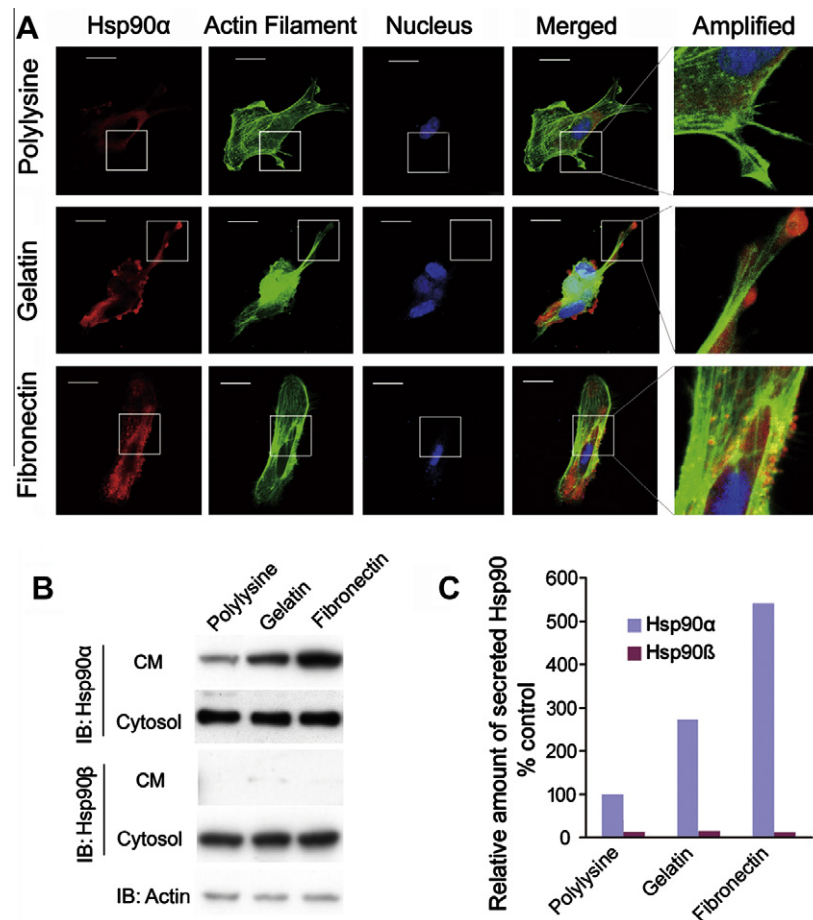 A
Hsp90α Actin Filament Nucleus Merged Amplified
Polylysine
Gelatin
Fibronectin
B
Polylysine
Gelatin
Fibronectin
IB: Hsp90α
CM
Cytosol
IB: Hsp90β
CM
Cytosol
IB: Actin
C
Relative amount of secreted Hsp90
% control
600
500
400
300
200
100
0
Hsp90α
Hsp90ß
Polylysine
Gelatin
Fibronectin